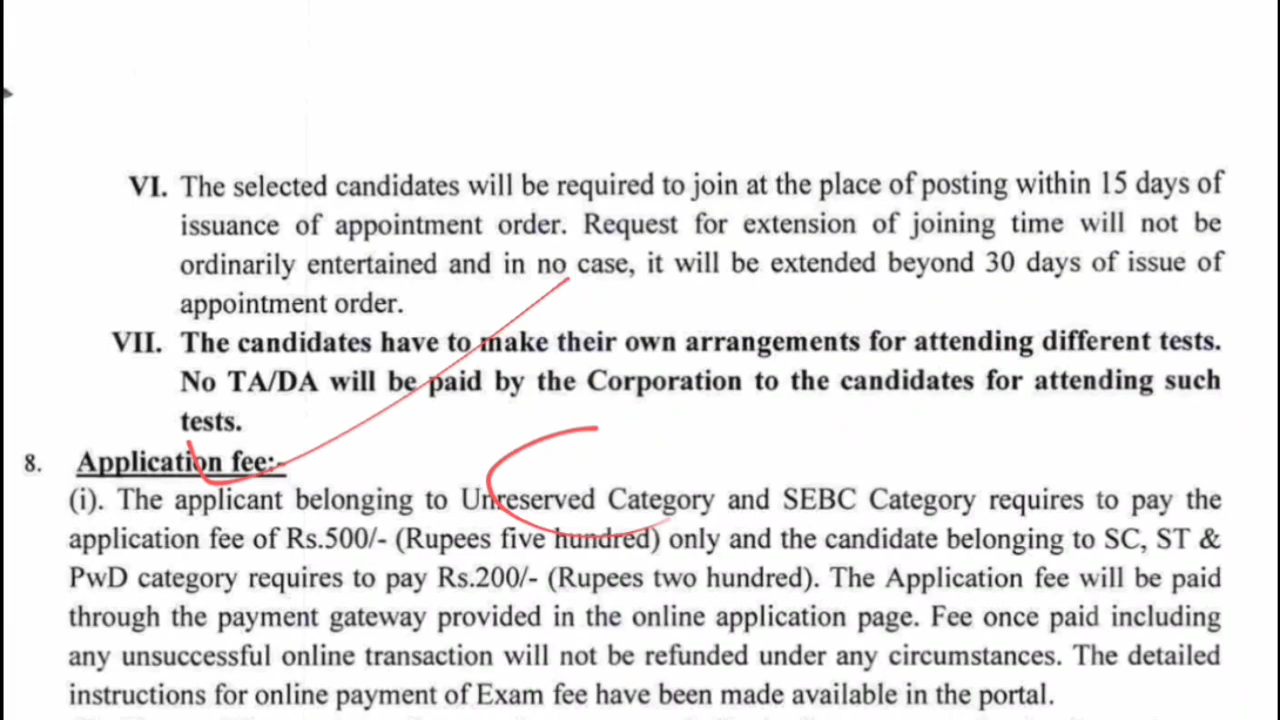 VI. The selected candidates will be required to join at the place of posting within 15 days of
issuance of appointment order. Request for extension of joining time will not be
ordinarily entertained and in no case, it will be extended beyond 30 days of issue of
appointment order.
VII. The candidates have to make their own arrangements for attending different tests.
No TA/DA will be paid by the Corporation to the candidates for attending such
tests.
8. Application fee:-
(i). The applicant belonging to Unreserved Category and SEBC Category requires to pay the
application fee of Rs.500/- (Rupees five hundred) only and the candidate belonging to SC, ST &
PwD category requires to pay Rs.200/- (Rupees two hundred). The Application fee will be paid
through the payment gateway provided in the online application page. Fee once paid including
any unsuccessful online transaction will not be refunded under any circumstances. The detailed
instructions for online payment of Exam fee have been made available in the portal.